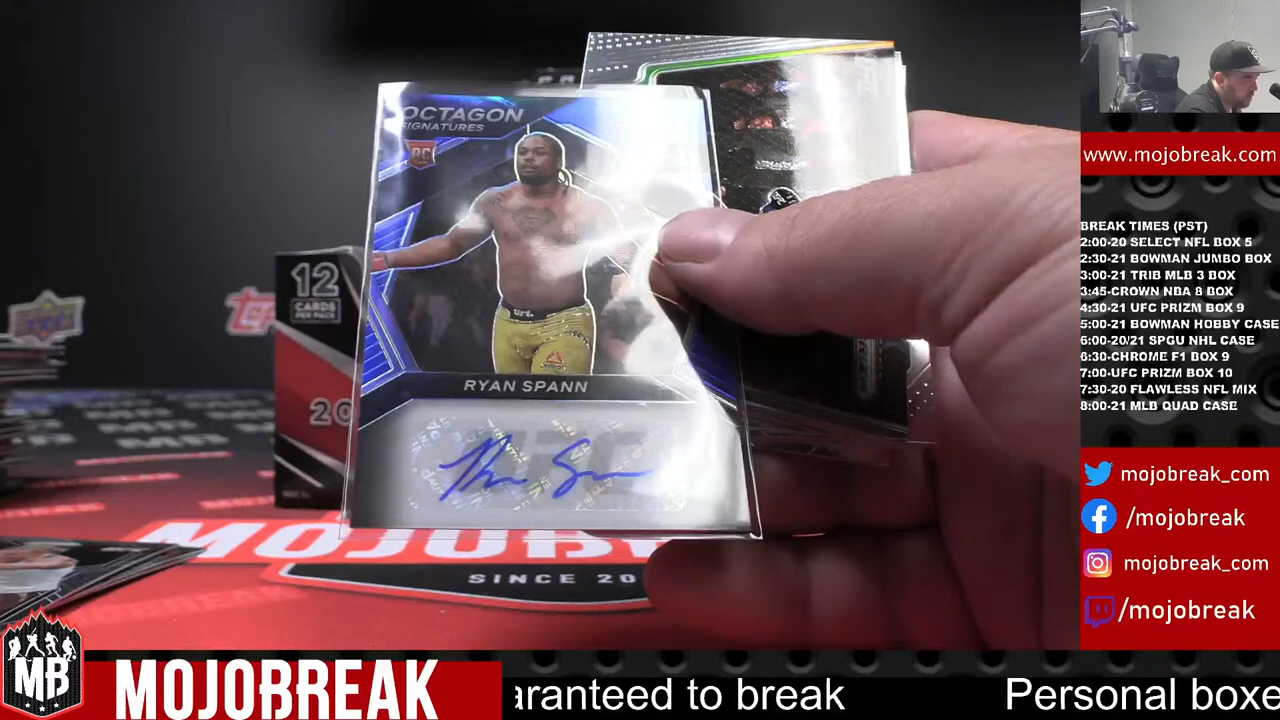 OCTAGON
SIGNATURES
RC
UFC
RYAN SPANN
UFC
12
CARDS
PER PACK
20
MOJOB
SINCE 20
www.mojobreak.com
BREAK TIMES (PST)
2:00-20 SELECT NFL BOX 5
2:30-21 BOWMAN JUMBO BOX
3:00-21 TRIB MLB 3 BOX
3:45-CROWN NBA 8 BOX
4:30-21 UFC PRIZM BOX 9
5:00-21 BOWMAN HOBBY CASE
6:00-20/21 SPGU NHL CASE
6:30-CHROME F1 BOX 9
7:00-UFC PRIZM BOX 10
7:30-20 FLAWLESS NFL MIX
8:00-21 MLB QUAD CASE
mojobreak_com
/mojobreak
mojobreak_com
/mojobreak
MB
MOJOBREAK
aranteed to break
Personal boxe